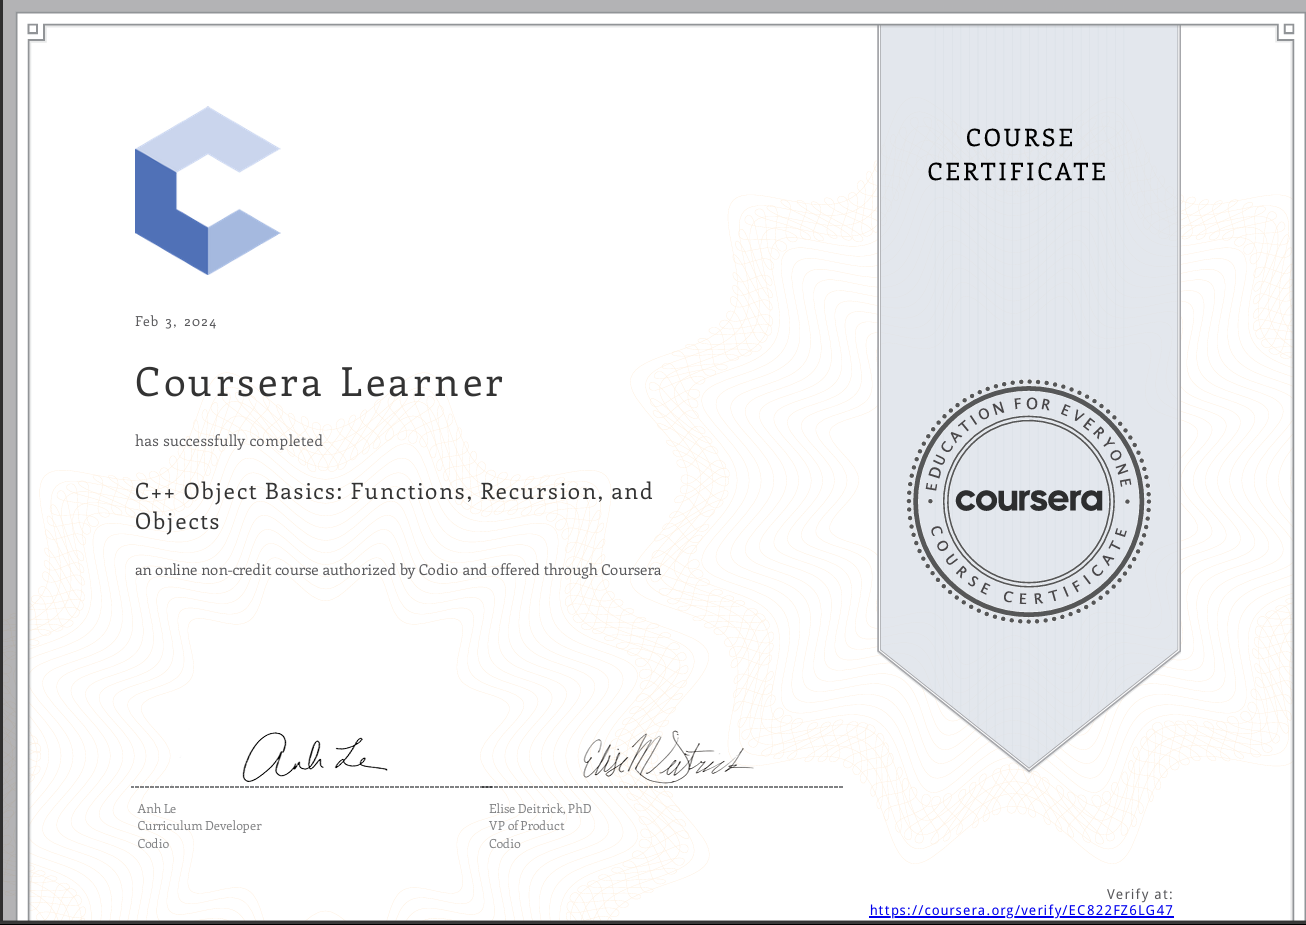 COURSE
CERTIFICATE
Feb 3, 2024
Coursera Learner
has successfully completed
C++ Object Basics: Functions, Recursion, and
Objects
an online non-credit course authorized by Codio and offered through Coursera
EDUCATION FOR EVERYONE
coursera
COURSE CERTIFICATE
Anh Le
Elise M Deitrick
Anh Le
Curriculum Developer
Codio
Elise Deitrick, PhD
VP of Product
Codio
Verify at:
https://coursera.org/verify/EC822FZ6LG47